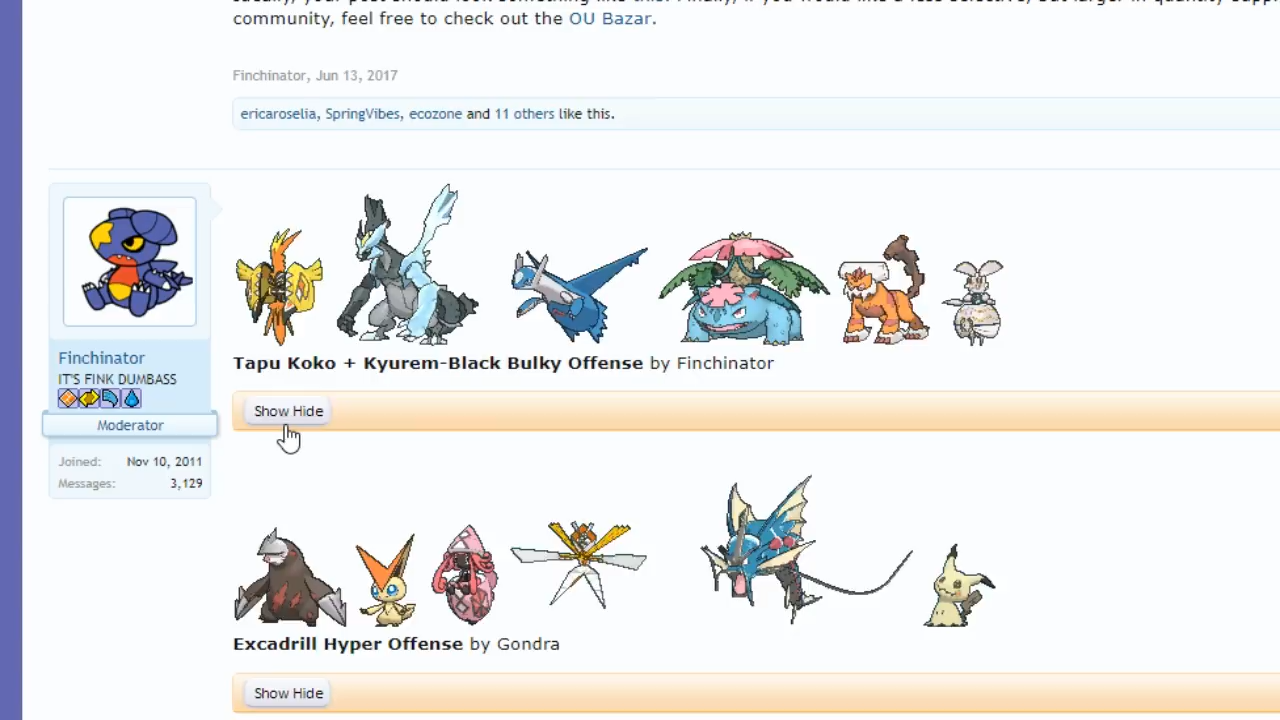 community, feel free to check out the OU Bazar.
Finchinator, Jun 13, 2017
ericaroselia, SpringVibes, ecozone and 11 others like this.
Tapu Koko + Kyurem-Black Bulky Offense by Finchinator
Finchinator
IT'S FINK DUMBASS
Show Hide
Moderator
Joined: Nov 10, 2011
Messages: 3,129
Excadrill Hyper Offense by Gondra
Show Hide